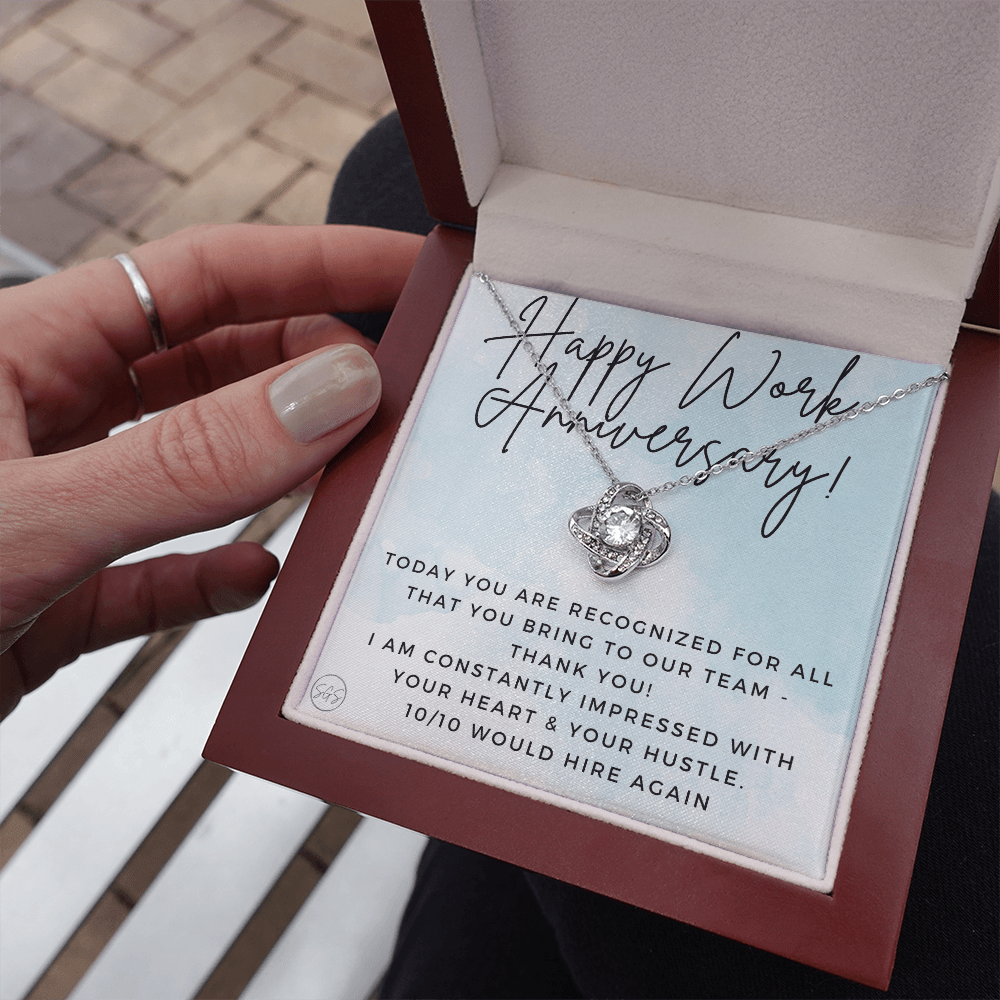 Happy Work
Anniversary!
TODAY YOU ARE RECOGNIZED FOR ALL
THAT YOU BRING TO OUR TEAM -
THANK YOU!
I AM CONSTANTLY IMPRESSED WITH
YOUR HEART & YOUR HUSTLE.
10/10 WOULD HIRE AGAIN
SGS